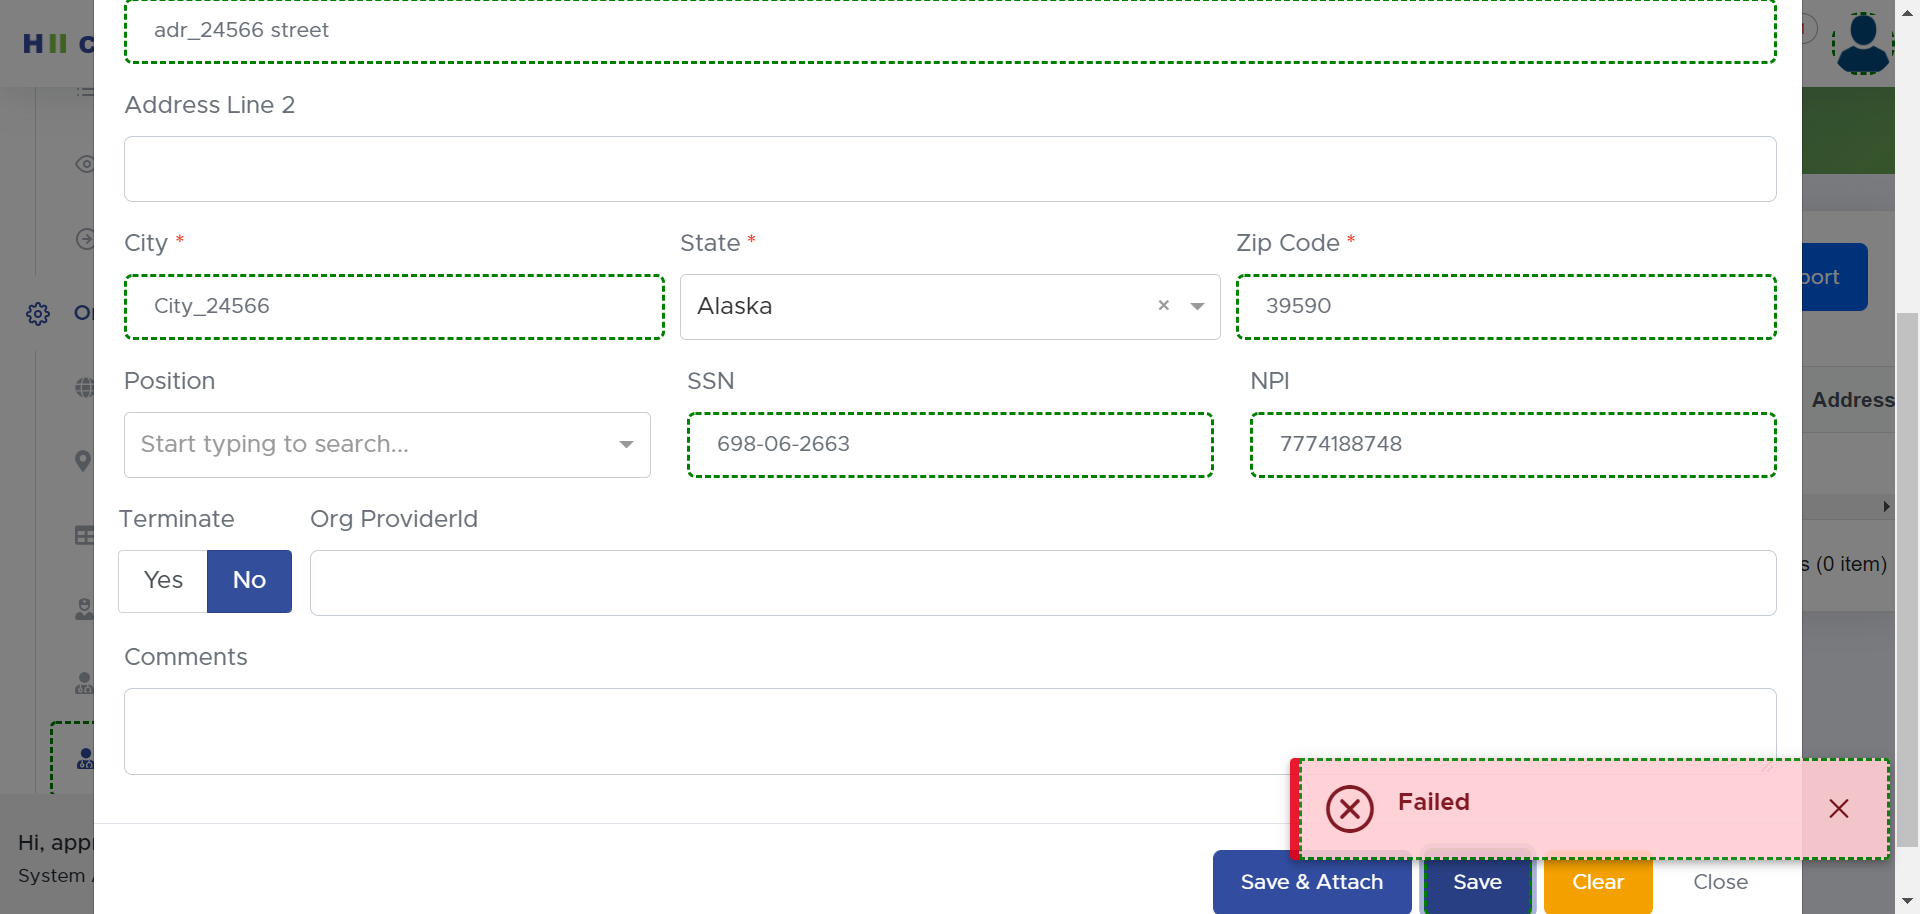 adr_24566 street
Address Line 2
City * State * Zip Code *
City_24566 Alaska × 39590
Position SSN NPI
Start typing to search... 698-06-2663 7774188748
Terminate Org ProviderId
Yes No
Comments
Failed
Save & Attach Save Clear Close
port
Address
s (0 item)
Hi, app
System